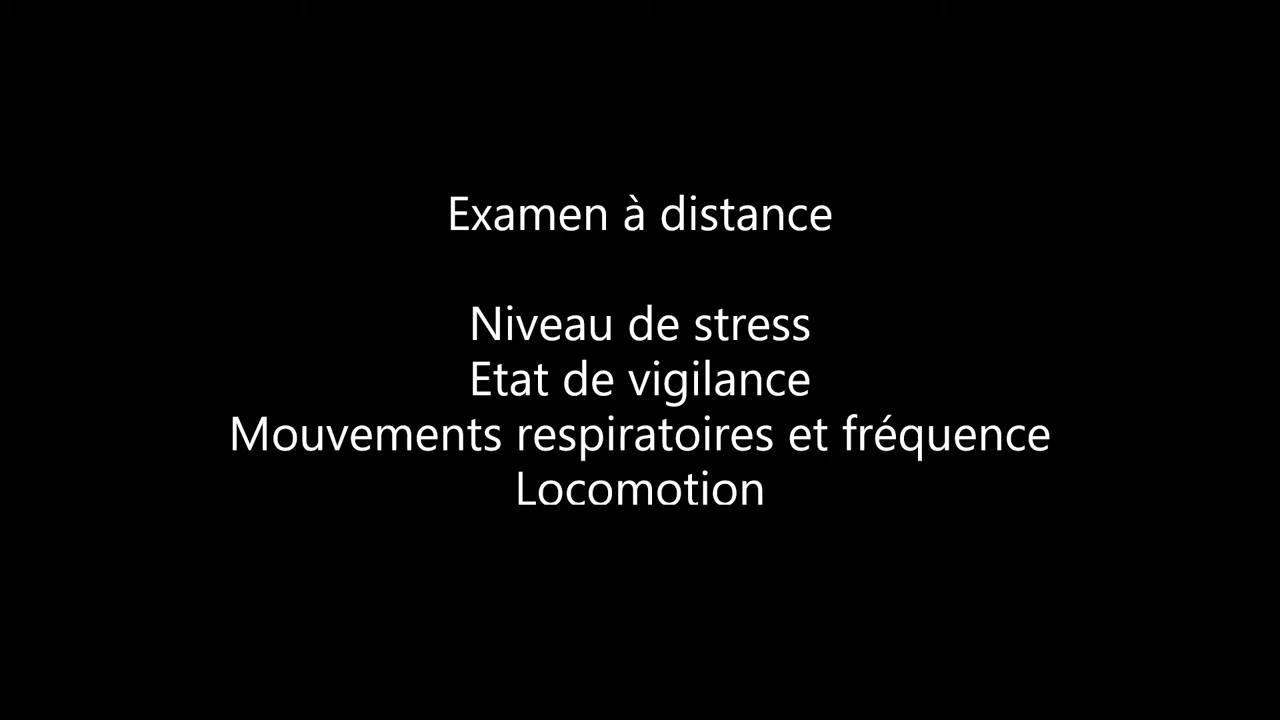 Examen à distance
Niveau de stress
Etat de vigilance
Mouvements respiratoires et fréquence
Locomotion